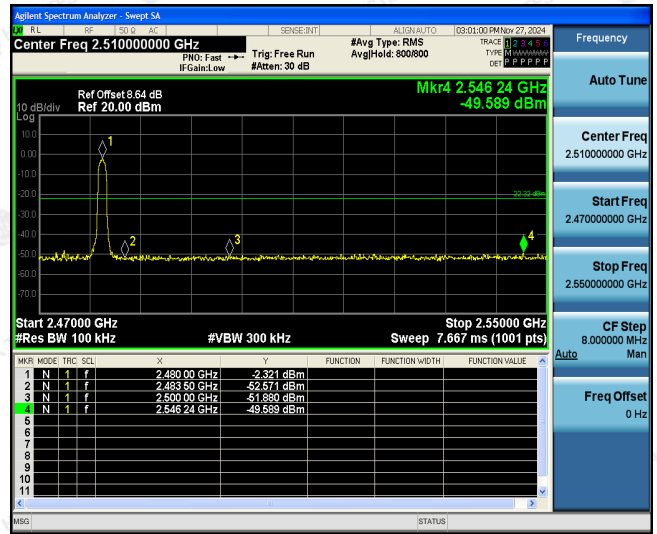 Agilent Spectrum Analyzer - Swept SA
LXI RL RF 50 Ω AC SENSE:INT ALIGN AUTO 03:01:00 PM Nov 27, 2024
Center Freq 2.510000000 GHz
PNO: Fast
IFGain:Low
Trig: Free Run
#Atten: 30 dB
#Avg Type: RMS
Avg|Hold: 800/800
TRACE 1 2 3 4 5 6
TYPE MWWWWW
DET P P P P P P
Mkr4 2.546 24 GHz
-49.589 dBm
Ref Offset 8.64 dB
10 dB/div Ref 20.00 dBm
Log
10.0
0.00
-10.0
-20.0
-30.0
-40.0
-50.0
-60.0
-70.0
1
2
3
4
-22.32 dBm
Start 2.47000 GHz Stop 2.55000 GHz
#Res BW 100 kHz #VBW 300 kHz Sweep 7.667 ms (1001 pts)
MKR MODE TRC SCL X Y FUNCTION FUNCTION WIDTH FUNCTION VALUE
1 N 1 f 2.480 00 GHz -2.321 dBm
2 N 1 f 2.483 50 GHz -52.571 dBm
3 N 1 f 2.500 00 GHz -51.880 dBm
4 N 1 f 2.546 24 GHz -49.589 dBm
5
6
7
8
9
10
11
MSG STATUS
Frequency
Auto Tune
Center Freq
2.510000000 GHz
Start Freq
2.470000000 GHz
Stop Freq
2.550000000 GHz
CF Step
8.000000 MHz
Auto Man
Freq Offset
0 Hz